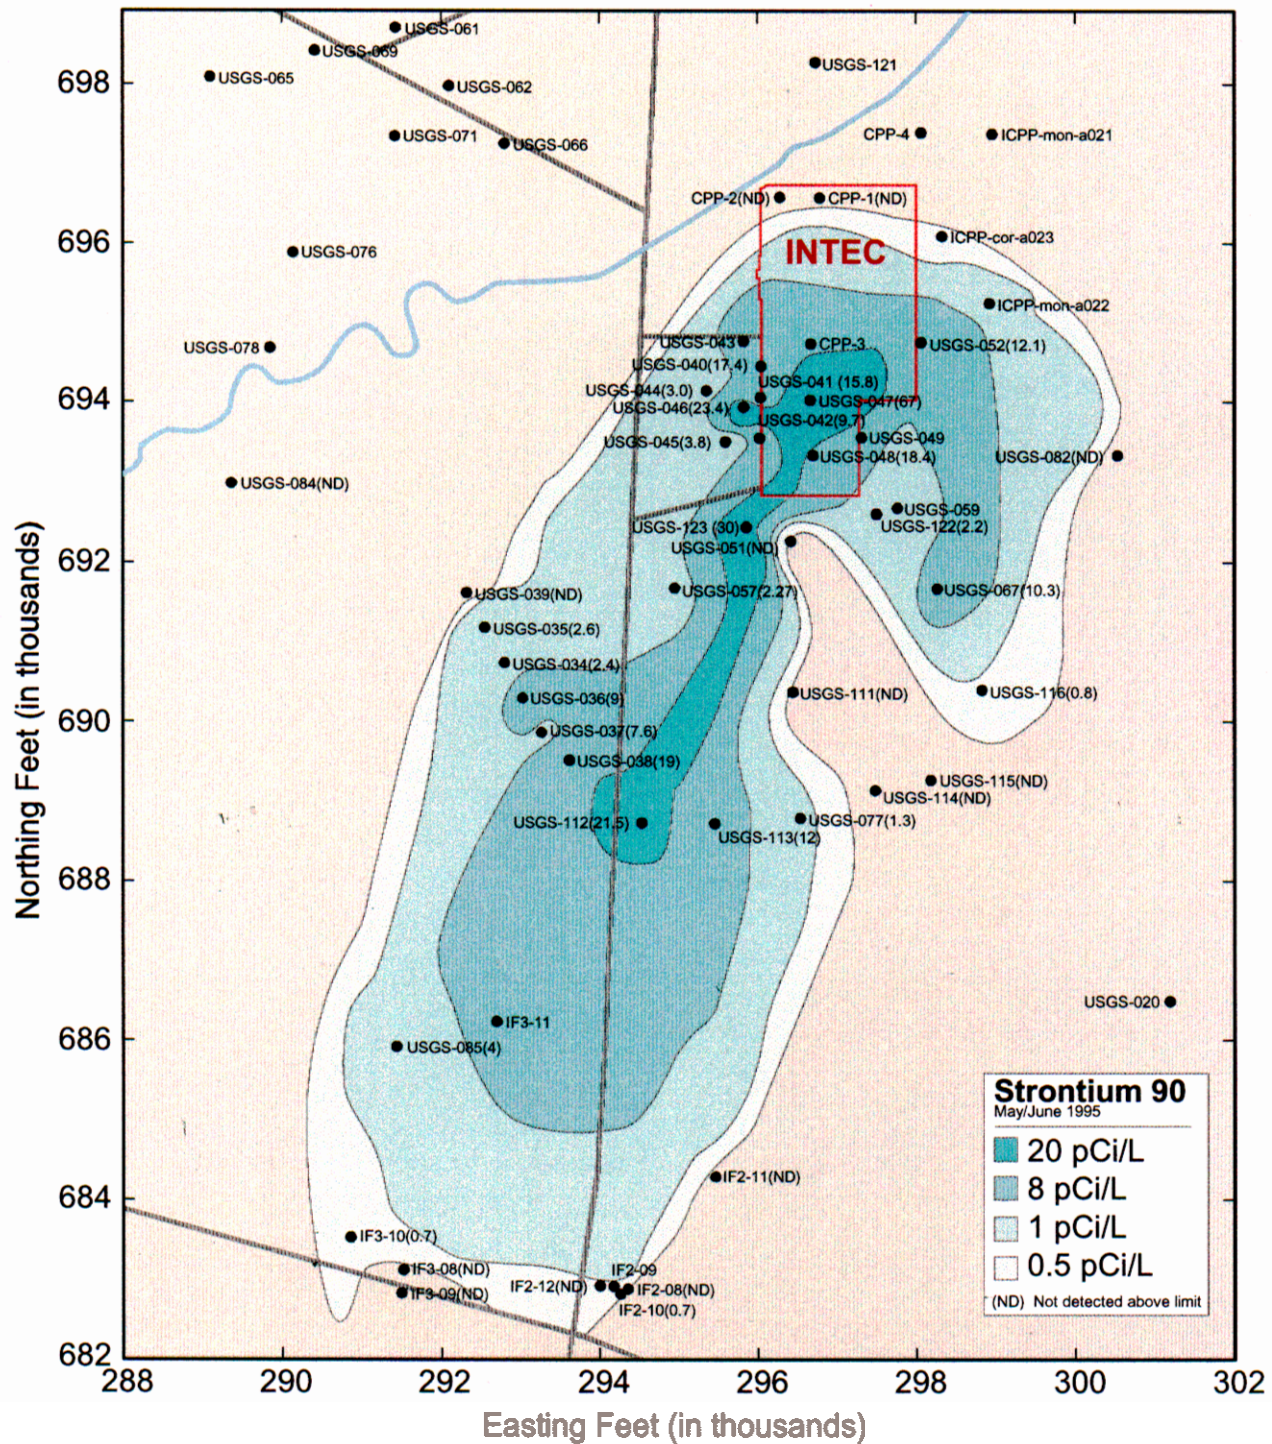 USGS-061
USGS-069
USGS-065
USGS-062
USGS-121
698
USGS-071
USGS-066
CPP-4
ICPP-mon-a021
CPP-2(ND)
CPP-1(ND)
696
INTEC
ICPP-cor-a023
USGS-076
ICPP-mon-a022
USGS-078
USGS-043
CPP-3
USGS-052(12.1)
USGS-040(17.4)
USGS-041 (15.8)
USGS-044(3.0)
694
USGS-046(23.4)
USGS-047(67)
USGS-042(9.7)
USGS-045(3.8)
USGS-049
USGS-048(18.4)
USGS-082(ND)
USGS-084(ND)
USGS-059
USGS-123 (30)
USGS-122(2.2)
USGS-051(ND)
692
USGS-039(ND)
USGS-057(2.27)
USGS-067(10.3)
USGS-035(2.6)
USGS-034(2.4)
USGS-036(9)
USGS-111(ND)
USGS-116(0.8)
690
USGS-037(7.6)
USGS-038(19)
USGS-115(ND)
USGS-114(ND)
USGS-112(21.5)
USGS-113(12)
USGS-077(1.3)
688
Northing Feet (in thousands)
USGS-020
IF3-11
686
USGS-085(4)
Strontium 90
May/June 1995
20 pCi/L
8 pCi/L
1 pCi/L
0.5 pCi/L
(ND) Not detected above limit
IF2-11(ND)
684
IF3-10(0.7)
IF3-08(ND)
IF3-09(ND)
IF2-09
IF2-12(ND)
IF2-08(ND)
IF2-10(0.7)
682
288 290 292 294 296 298 300 302
Easting Feet (in thousands)